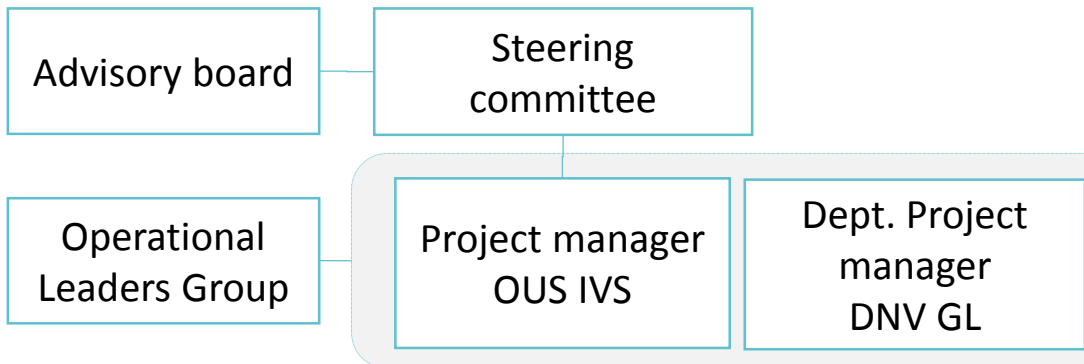 Advisory board
Steering
committee
Operational
Leaders Group
Project manager
OUS IVS
Dept. Project
manager
DNV GL